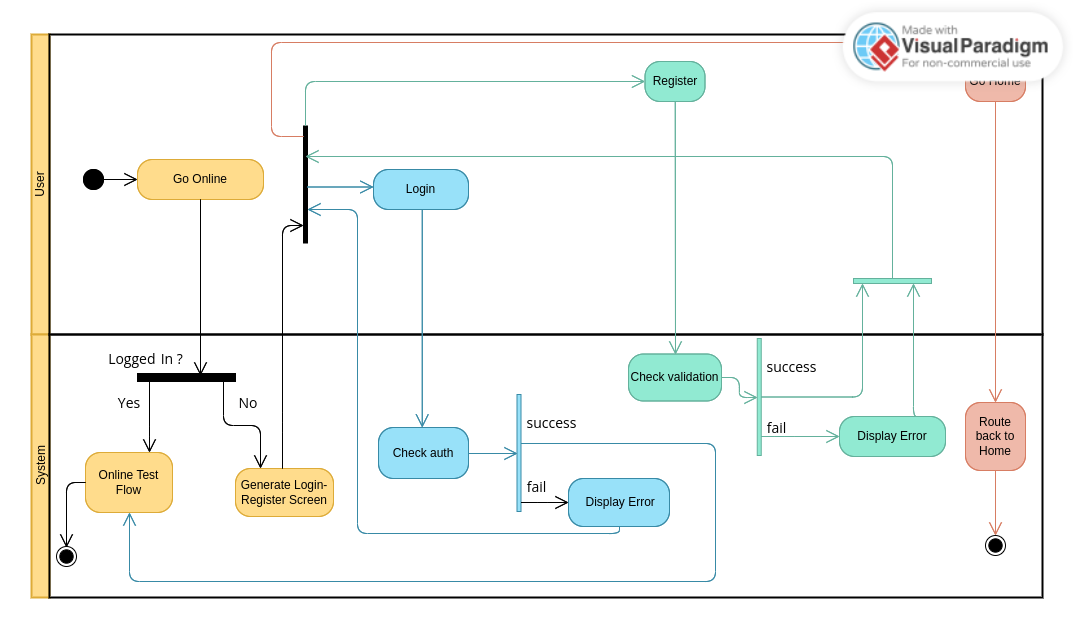 Made with
Visual Paradigm
For non-commercial use
Go Home
Register
Go Online
Login
User
Logged In ?
Yes
No
success
Check validation
fail
Display Error
Route
back to
Home
success
Check auth
fail
Display Error
System
Online Test
Flow
Generate Login-
Register Screen